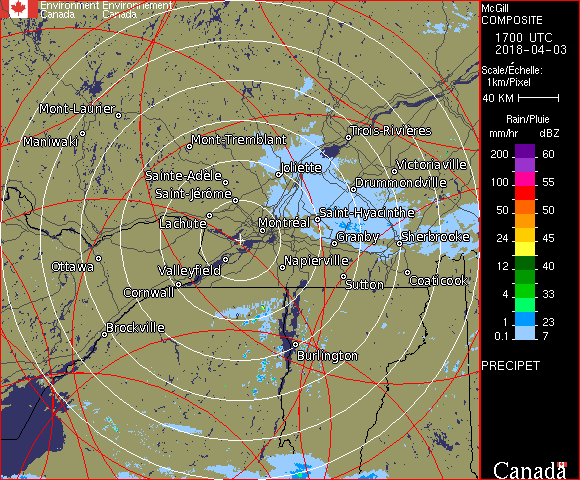 Environment Environnement
Canada Canada
McGill
COMPOSITE
1700 UTC
2018-04-03
Scale/Échelle:
1km/Pixel
40 KM
Rain/Pluie
mm/hr dBZ
200 60
100 55
50 50
24 45
12 40
4 33
1 23
0.1 7
PRECIPET
Canada
Mont-Laurier
Maniwaki
Mont-Tremblant
Trois-Rivières
Joliette
Victoriaville
Sainte-Adèle
Drummondville
Saint-Jérôme
Saint-Hyacinthe
Lachute
Montréal
Granby
Sherbrooke
Ottawa
Valleyfield
Napierville
Cornwall
Sutton
Coaticook
Brockville
Burlington